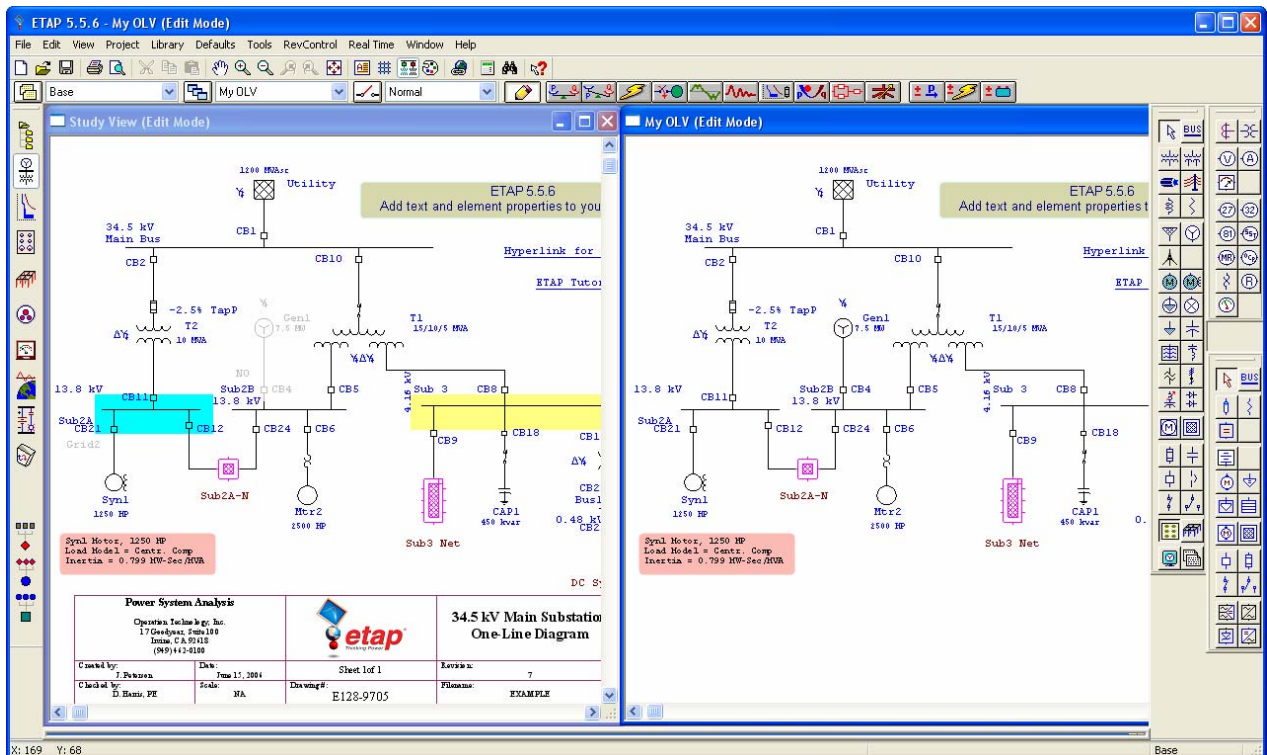 ETAP 5.5.6 - My OLV (Edit Mode)
File Edit View Project Library Defaults Tools RevControl Real Time Window Help
Base My OLV Normal
Study View (Edit Mode)
1200 MVAsc
Utility
ETAP 5.5.6
Add text and element properties to you
34.5 kV
Main Bus
CB1
CB2
CB10
Hyperlink for
ETAP Tutor
-2.5% TapP
T2
10 MVA
Gen1
7.5 MW
T1
15/10/5 MVA
NO
13.8 kV
CB11
Sub2B
CB4
13.8 kV
CB5
4.16 kV
Sub 3
CB8
Sub2A
CB21
CB12
CB24
CB6
CB9
CB18
CB1
Grid2
Syn1
1250 HP
Sub2A-N
Mtr2
2500 HP
Sub3 Net
CAP1
450 kvar
CB2
Bus1
0.48 kV
CB2
Syn1 Motor, 1250 HP
Load Model = Centr. Comp
Inertia = 0.799 MW-Sec/MVA
DC Sy
Power System Analysis
Operation Technology, Inc.
17 Goodyear, Suite 100
Irvine, CA 92618
(949) 462-0100
etap
Thinking Power
34.5 kV Main Substation
One-Line Diagram
Created by:
J. Peterson
Date:
June 15, 2006
Sheet 1of 1
Revision:
7
Checked by:
D. Harris, PE
Scale:
NA
Drawing#:
E128-9705
Filename:
EXAMPLE
My OLV (Edit Mode)
1200 MVAsc
Utility
ETAP 5.5.6
Add text and element properties t
34.5 kV
Main Bus
CB1
CB2
CB10
Hyperlink
ETAP
-2.5% TapP
T2
10 MVA
Gen1
7.5 MW
T1
15/10/5 MVA
13.8 kV
CB11
Sub2B
CB4
13.8 kV
CB5
4.16 kV
Sub 3
CB8
Sub2A
CB21
CB12
CB24
CB6
CB9
CB18
Syn1
1250 HP
Sub2A-N
Mtr2
2500 HP
Sub3 Net
CAP1
450 kvar
Syn1 Motor, 1250 HP
Load Model = Centr. Comp
Inertia = 0.799 MW-Sec/MVA
BUS
V
A
27
32
81
MR
R
M
M
M
BUS
M
X: 169 Y: 68
Base